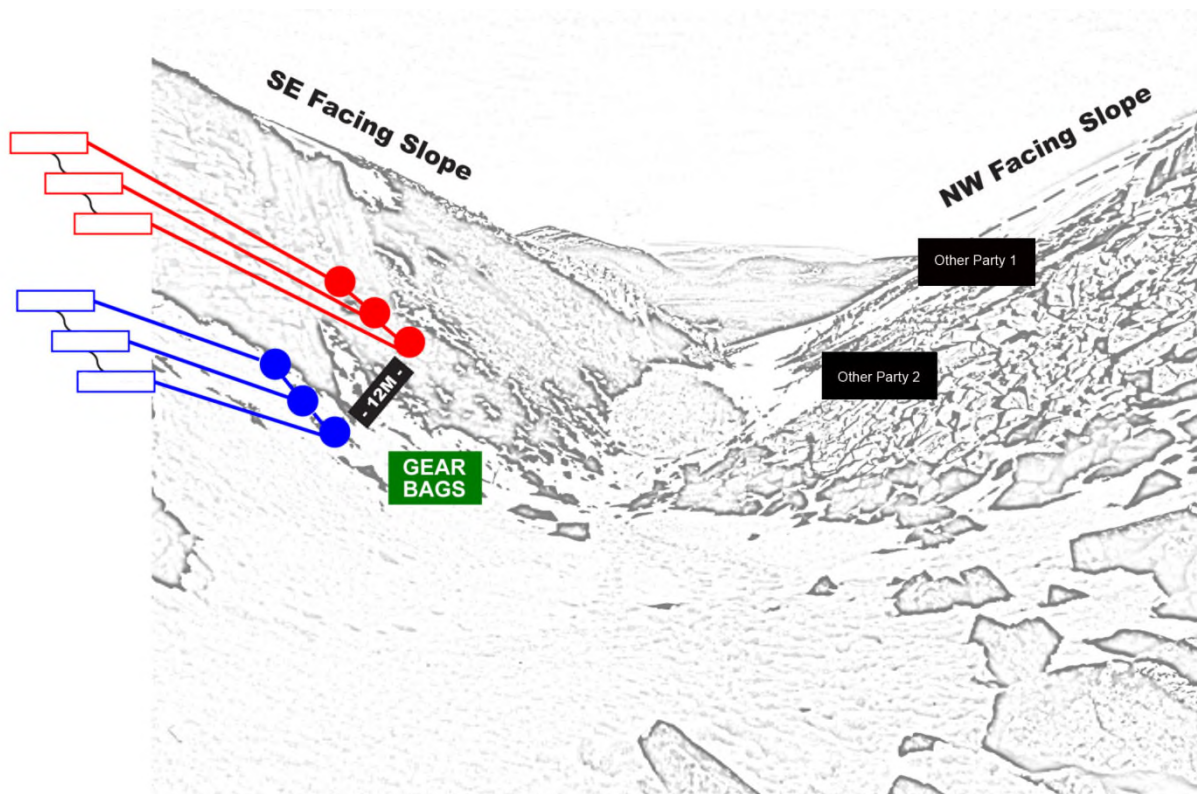 SE Facing Slope
NW Facing Slope
Other Party 1
Other Party 2
- 12M -
GEAR
BAGS